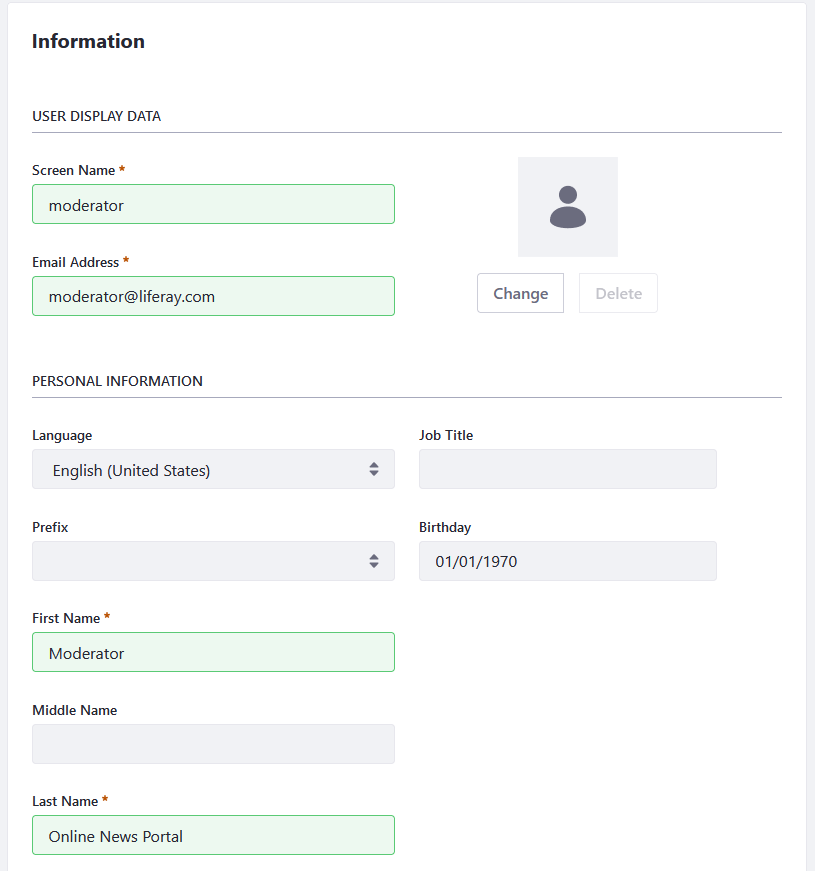 Information
USER DISPLAY DATA
Screen Name *
moderator
Email Address *
moderator@liferay.com
Change
Delete
PERSONAL INFORMATION
Language
English (United States)
Job Title
Prefix
Birthday
01/01/1970
First Name *
Moderator
Middle Name
Last Name *
Online News Portal